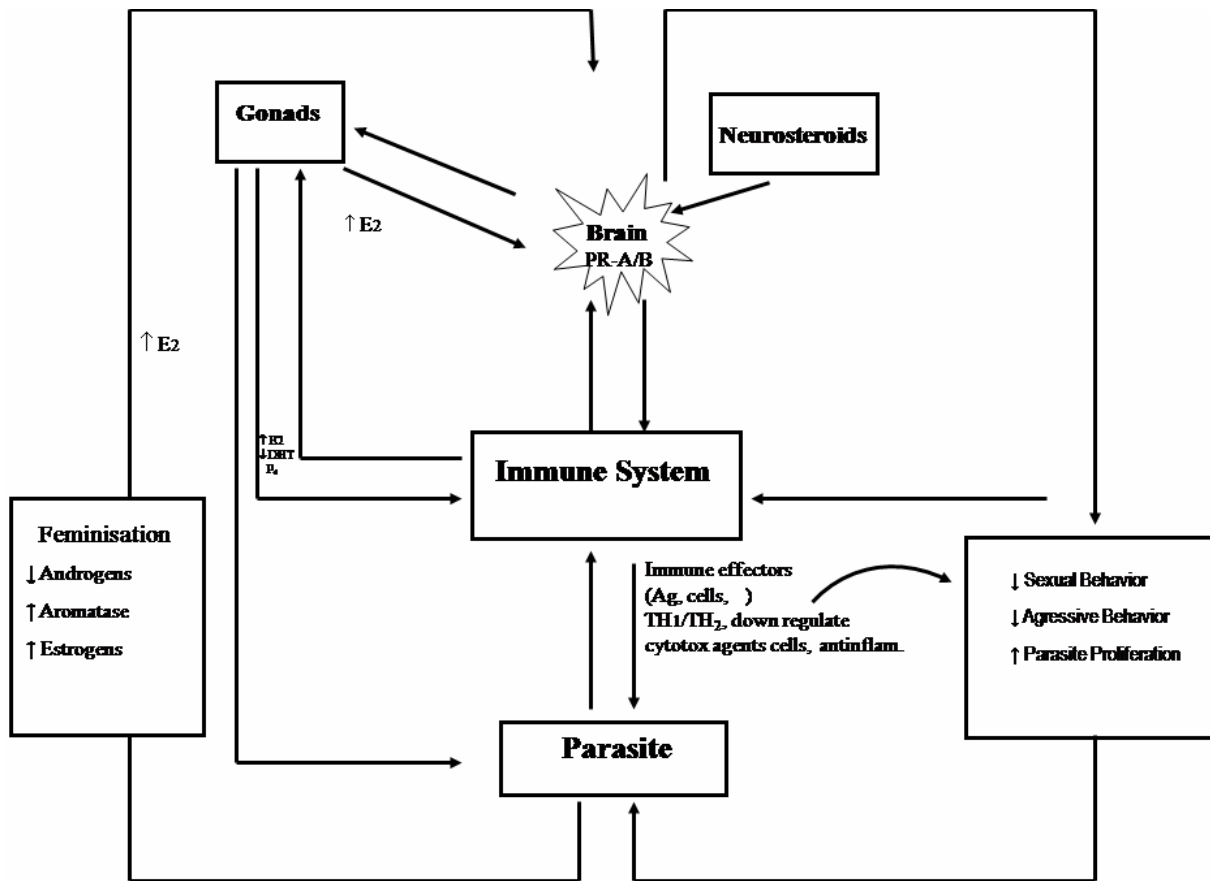 Gonads
Neurosteroids
↑ E2
Brain
PR-A/B
↑ E2
↑ E2
↓ DHT
P₄
Immune System
Feminisation
↓ Androgens
↑ Aromatase
↑ Estrogens
Immune effectors
(Ag, cells, )
TH1/TH₂, down regulate
cytotox agents cells, antinflam..
↓ Sexual Behavior
↓ Agressive Behavior
↑ Parasite Proliferation
Parasite